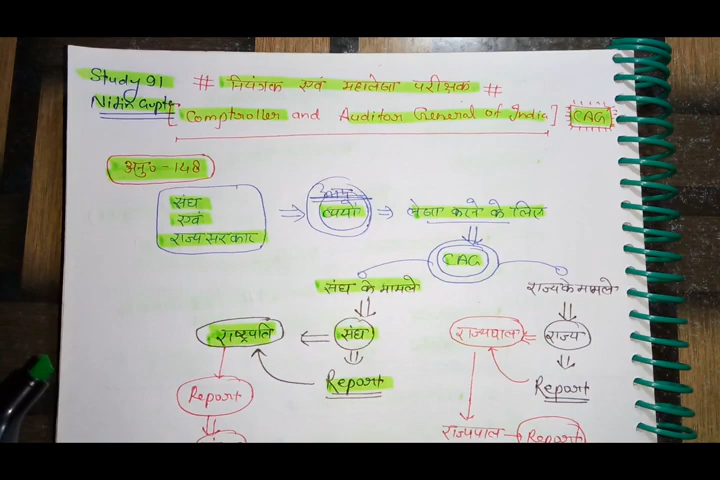 Study 91 # नियंत्रक एवं महालेखा परीक्षक #
Nitin Gupta [Comptroller and Auditor General of India] CAG
अनु०-148
संघ
एवं
राज्य सरकार
⇒ व्ययों ⇒ लेखा करने के लिए
CAG
संघ के मामले राज्य के मामले
राष्ट्रपति ⇐ संघ राज्यपाल ⇐ राज्य
Report Report Report
राज्यपाल Report